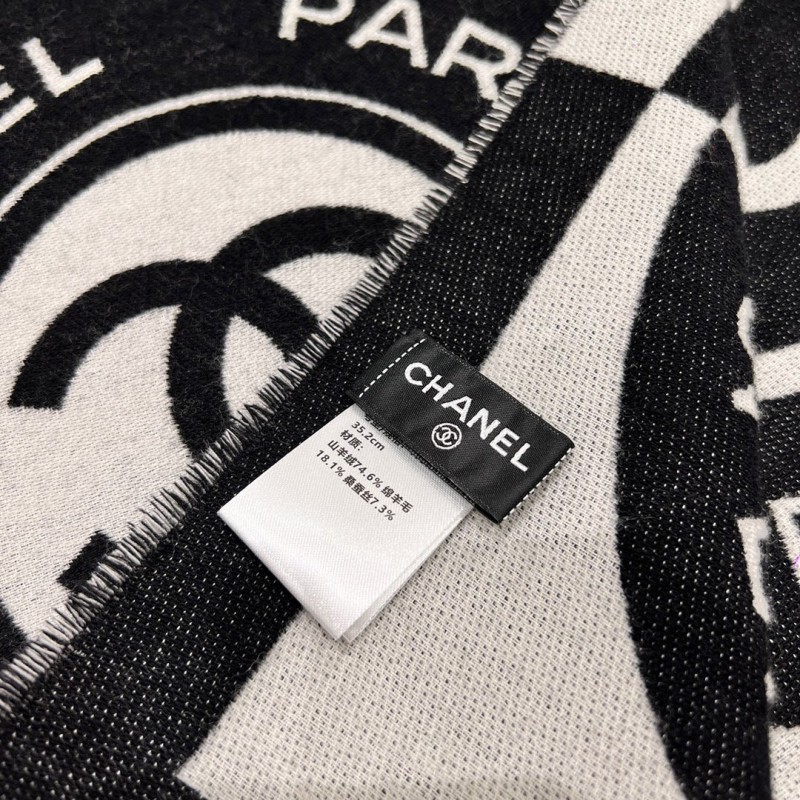 EL PAR
CHANEL
35.2cm
材质:
山羊绒74.6% 绵羊毛
18.1% 桑蚕丝7.3%